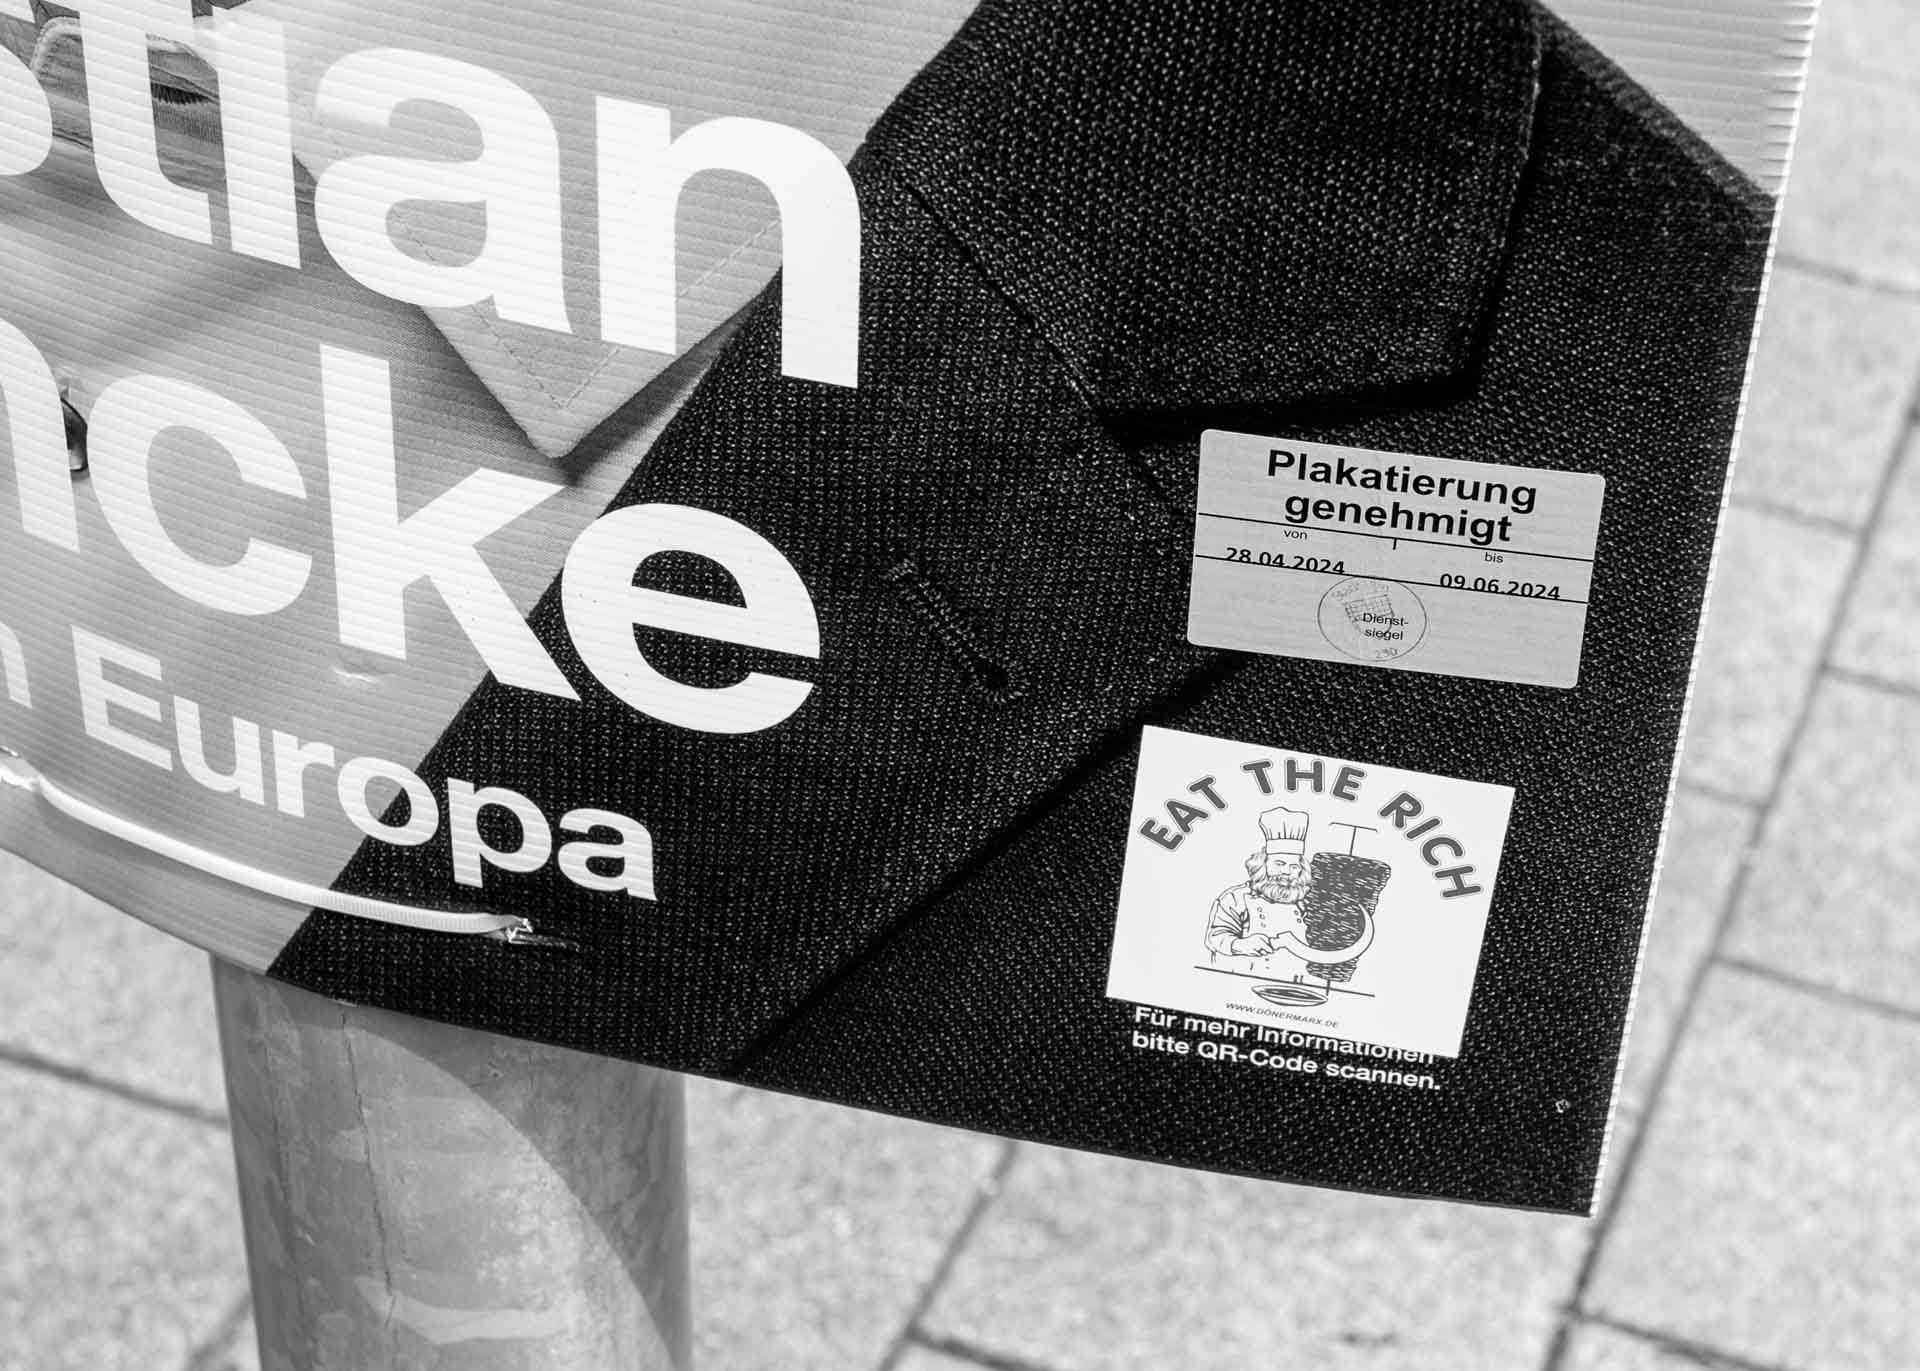 stian
ncke
n Europa
Plakatierung
genehmigt
von
bis
28.04.2024
09.06.2024
Dienst-
siegel
230
EAT THE RICH
WWW.DÖNERMARX.DE
Für mehr Informationen
bitte QR-Code scannen.